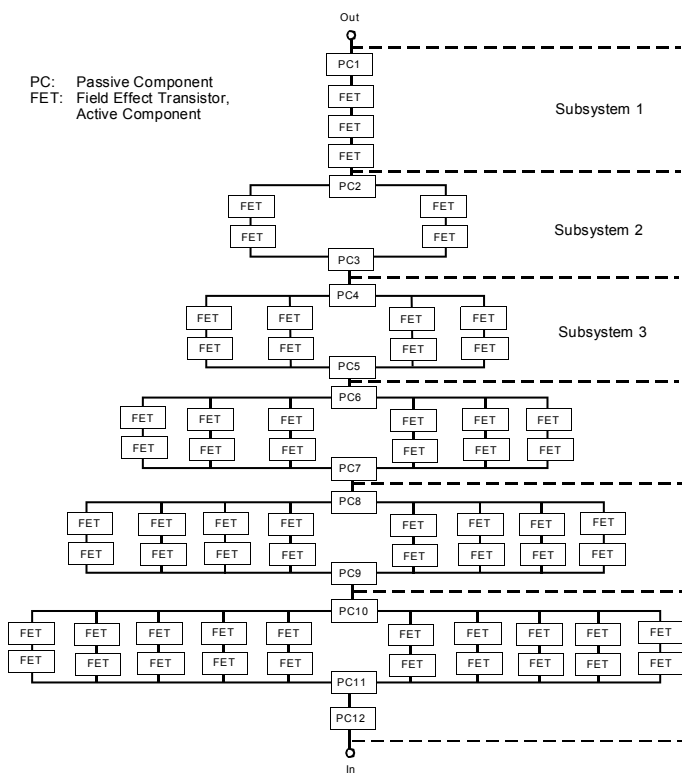 Out
PC: Passive Component
FET: Field Effect Transistor,
Active Component
PC1
FET
FET
FET
Subsystem 1
PC2
FET FET
FET FET
PC3
Subsystem 2
PC4
FET FET FET FET
FET FET FET FET
PC5
Subsystem 3
PC6
FET FET FET FET FET FET
FET FET FET FET FET FET
PC7
PC8
FET FET FET FET FET FET FET FET
FET FET FET FET FET FET FET FET
PC9
PC10
FET FET FET FET FET FET FET FET FET FET
FET FET FET FET FET FET FET FET FET FET
PC11
PC12
In